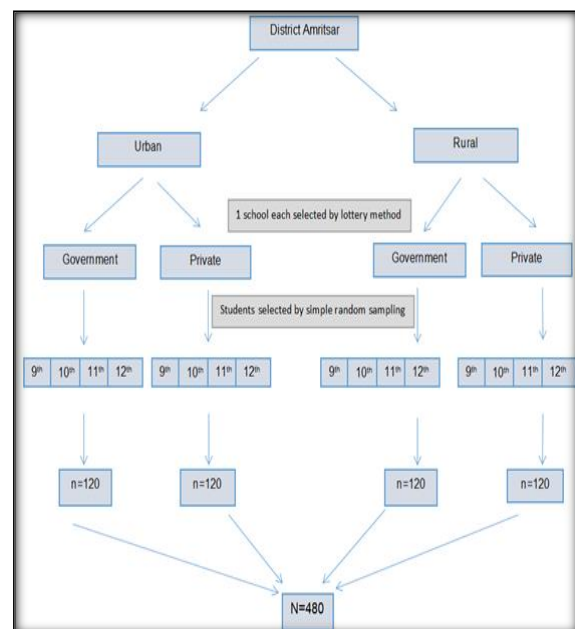 District Amritsar
Urban
Rural
1 school each selected by lottery method
Government
Private
Government
Private
Students selected by simple random sampling
9th 10th 11th 12th
9th 10th 11th 12th
9th 10th 11th 12th
9th 10th 11th 12th
n=120
n=120
n=120
n=120
N=480